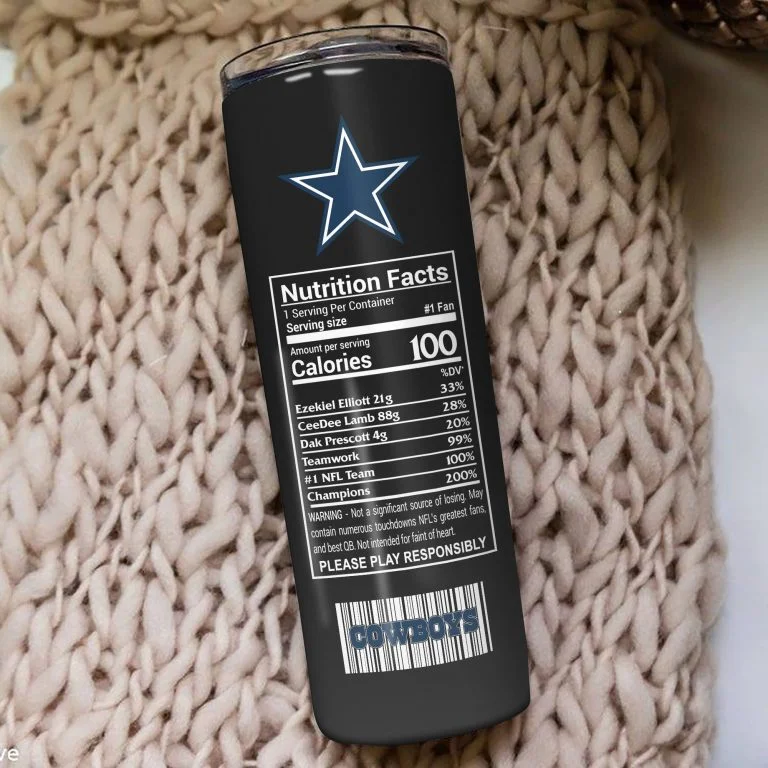 Nutrition Facts
1 Serving Per Container
Serving size #1 Fan
Amount per serving
Calories 100
%DV*
Ezekiel Elliott 21g 33%
CeeDee Lamb 88g 28%
Dak Prescott 4g 20%
Teamwork 99%
#1 NFL Team 100%
Champions 200%
WARNING - Not a significant source of losing. May
contain numerous touchdowns NFL's greatest fans,
and best QB. Not intended for faint of heart.
PLEASE PLAY RESPONSIBLY
COWBOYS
ve